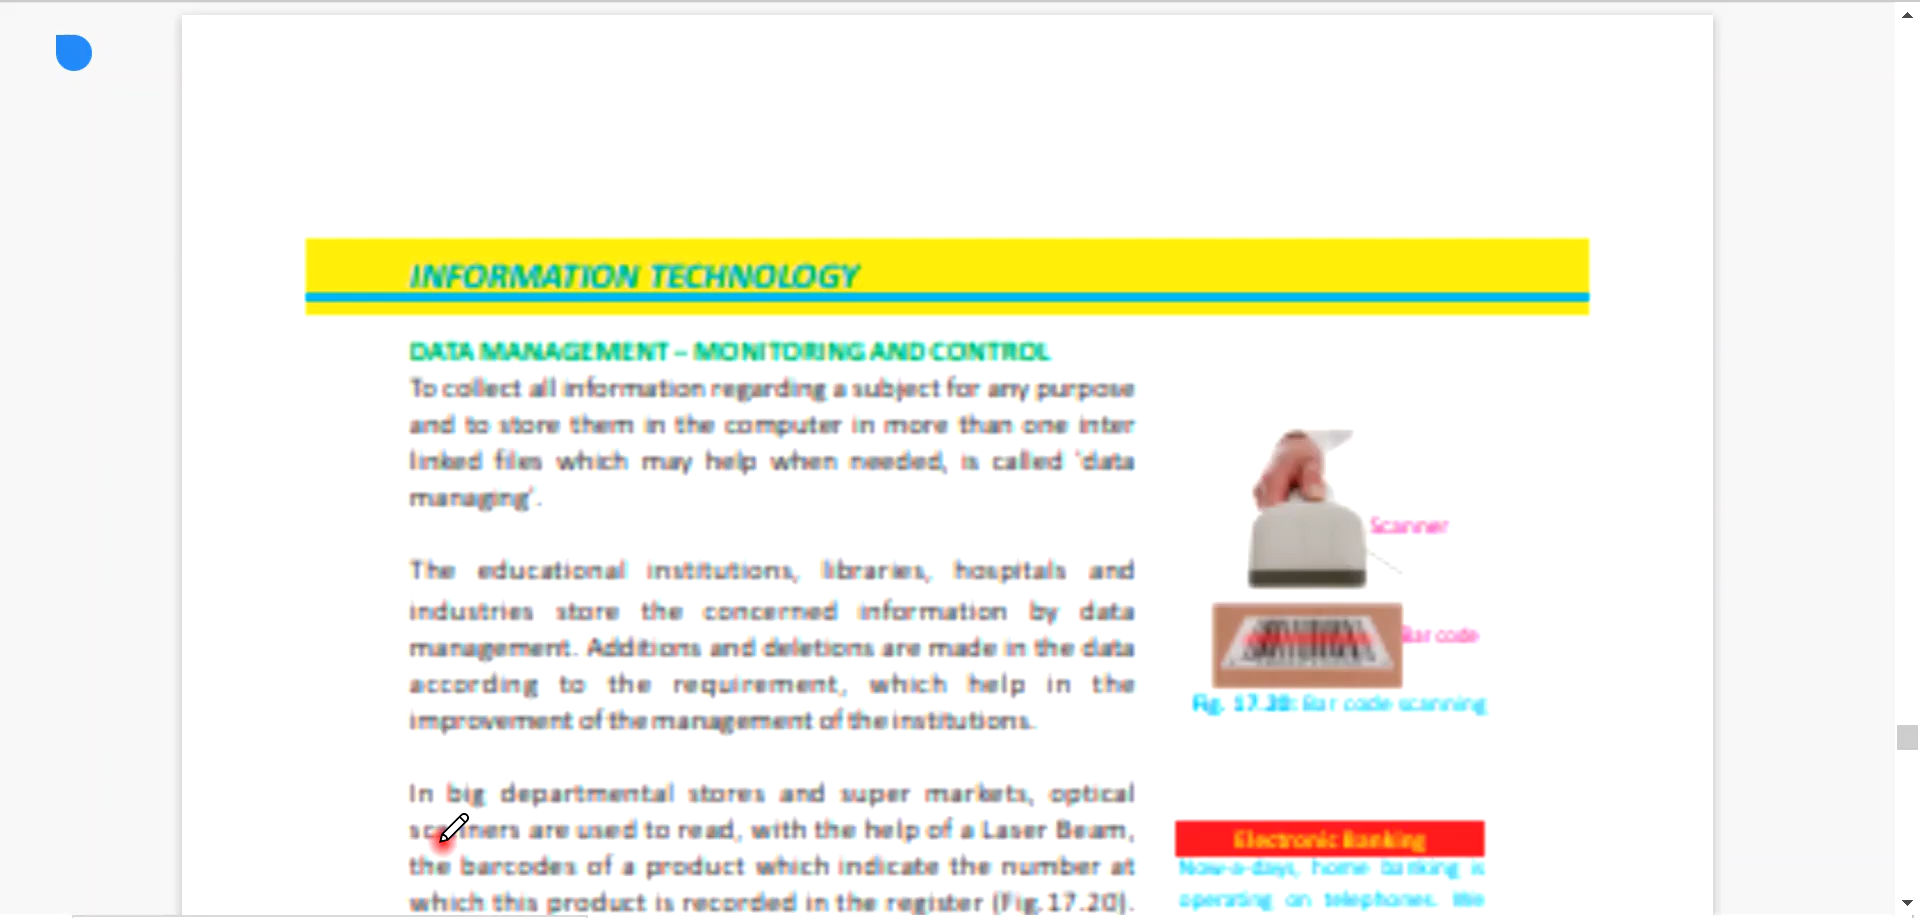 INFORMATION TECHNOLOGY
DATA MANAGEMENT – MONITORING AND CONTROL
To collect all information regarding a subject for any purpose
and to store them in the computer in more than one inter
linked files which may help when needed, is called 'data
managing'.
The educational institutions, libraries, hospitals and
industries store the concerned information by data
management. Additions and deletions are made in the data
according to the requirement, which help in the
improvement of the management of the institutions.
In big departmental stores and super markets, optical
scanners are used to read, with the help of a Laser Beam,
the barcodes of a product which indicate the number at
which this product is recorded in the register (Fig.17.20).
Scanner
Bar code
Fig. 17.20: Bar code scanning
Electronic Banking
Now-a-days, home banking is
operating on telephones. We